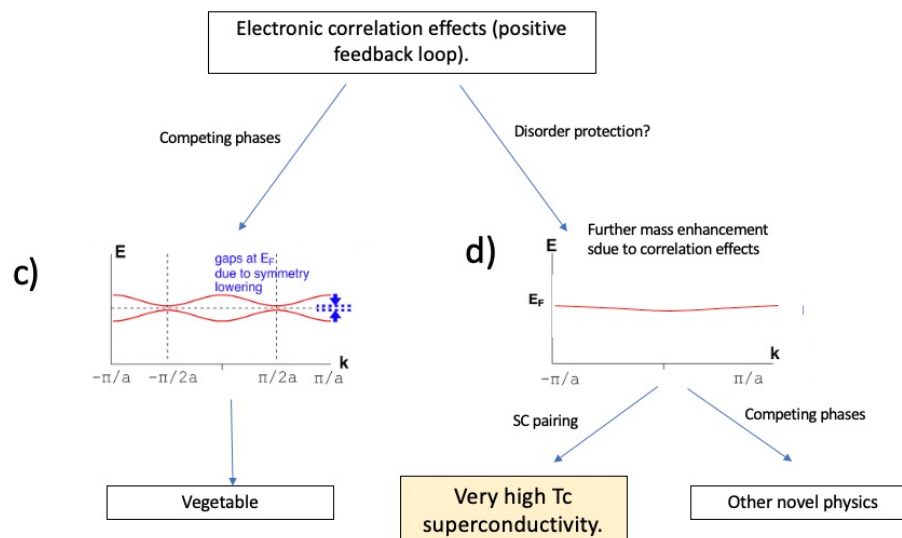 Electronic correlation effects (positive
feedback loop).
Competing phases
Disorder protection?
c)
E
gaps at EF
due to symmetry
lowering
k
−π/a −π/2a π/2a π/a
d)
Further mass enhancement
sdue to correlation effects
E
EF
k
−π/a π/a
SC pairing
Competing phases
Vegetable
Very high Tc
superconductivity.
Other novel physics